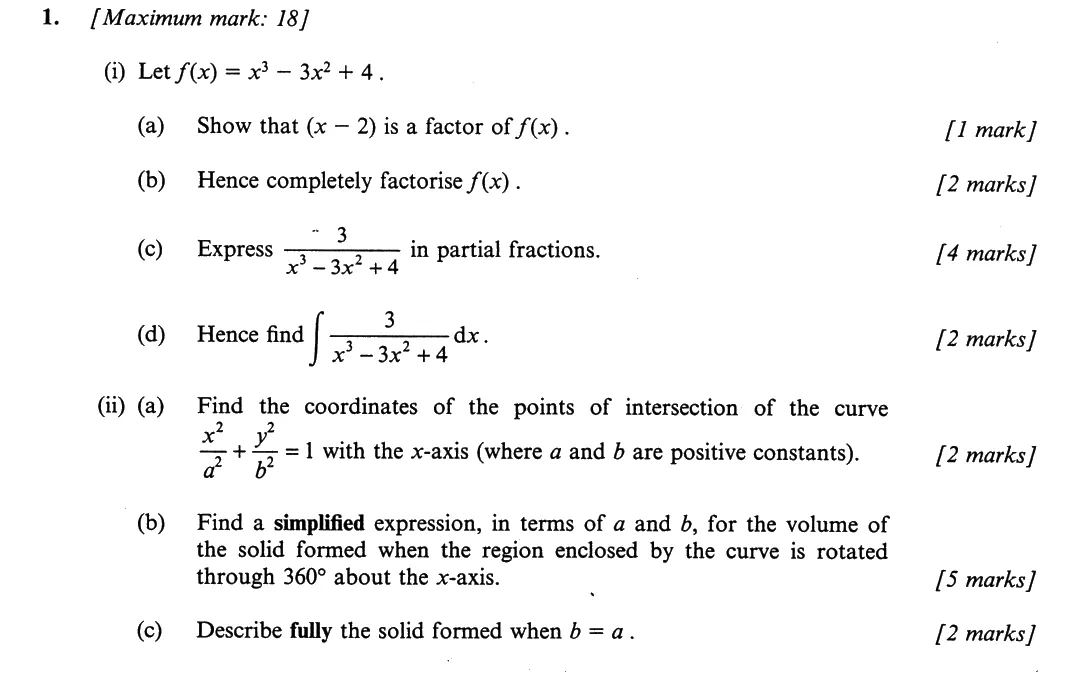 1. [Maximum mark: 18]
(i) Let f(x) = x³ − 3x² + 4 .
(a) Show that (x − 2) is a factor of f(x) . [1 mark]
(b) Hence completely factorise f(x) . [2 marks]
(c) Express 3/(x³ − 3x² + 4) in partial fractions. [4 marks]
(d) Hence find ∫ 3/(x³ − 3x² + 4) dx . [2 marks]
(ii) (a) Find the coordinates of the points of intersection of the curve
x²/a² + y²/b² = 1 with the x-axis (where a and b are positive constants). [2 marks]
(b) Find a simplified expression, in terms of a and b, for the volume of
the solid formed when the region enclosed by the curve is rotated
through 360° about the x-axis. [5 marks]
(c) Describe fully the solid formed when b = a . [2 marks]